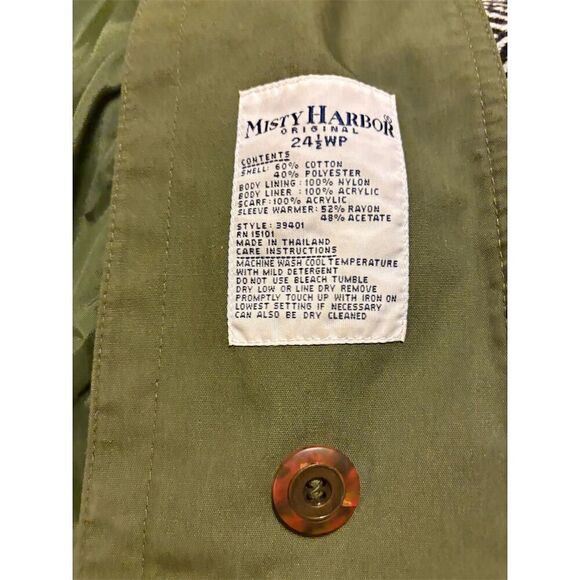 MISTY HARBOR®
ORIGINAL
24½WP
CONTENTS
SHELL: 60% COTTON
40% POLYESTER
BODY LINING: 100% NYLON
BODY LINER: 100% ACRYLIC
SCARF: 100% ACRYLIC
SLEEVE WARMER: 52% RAYON
48% ACETATE
STYLE: 39401
RN 15101
MADE IN THAILAND
CARE INSTRUCTIONS
MACHINE WASH COOL TEMPERATURE
WITH MILD DETERGENT
DO NOT USE BLEACH TUMBLE
DRY LOW OR LINE DRY REMOVE
PROMPTLY TOUCH UP WITH IRON ON
LOWEST SETTING IF NECESSARY
CAN ALSO BE DRY CLEANED